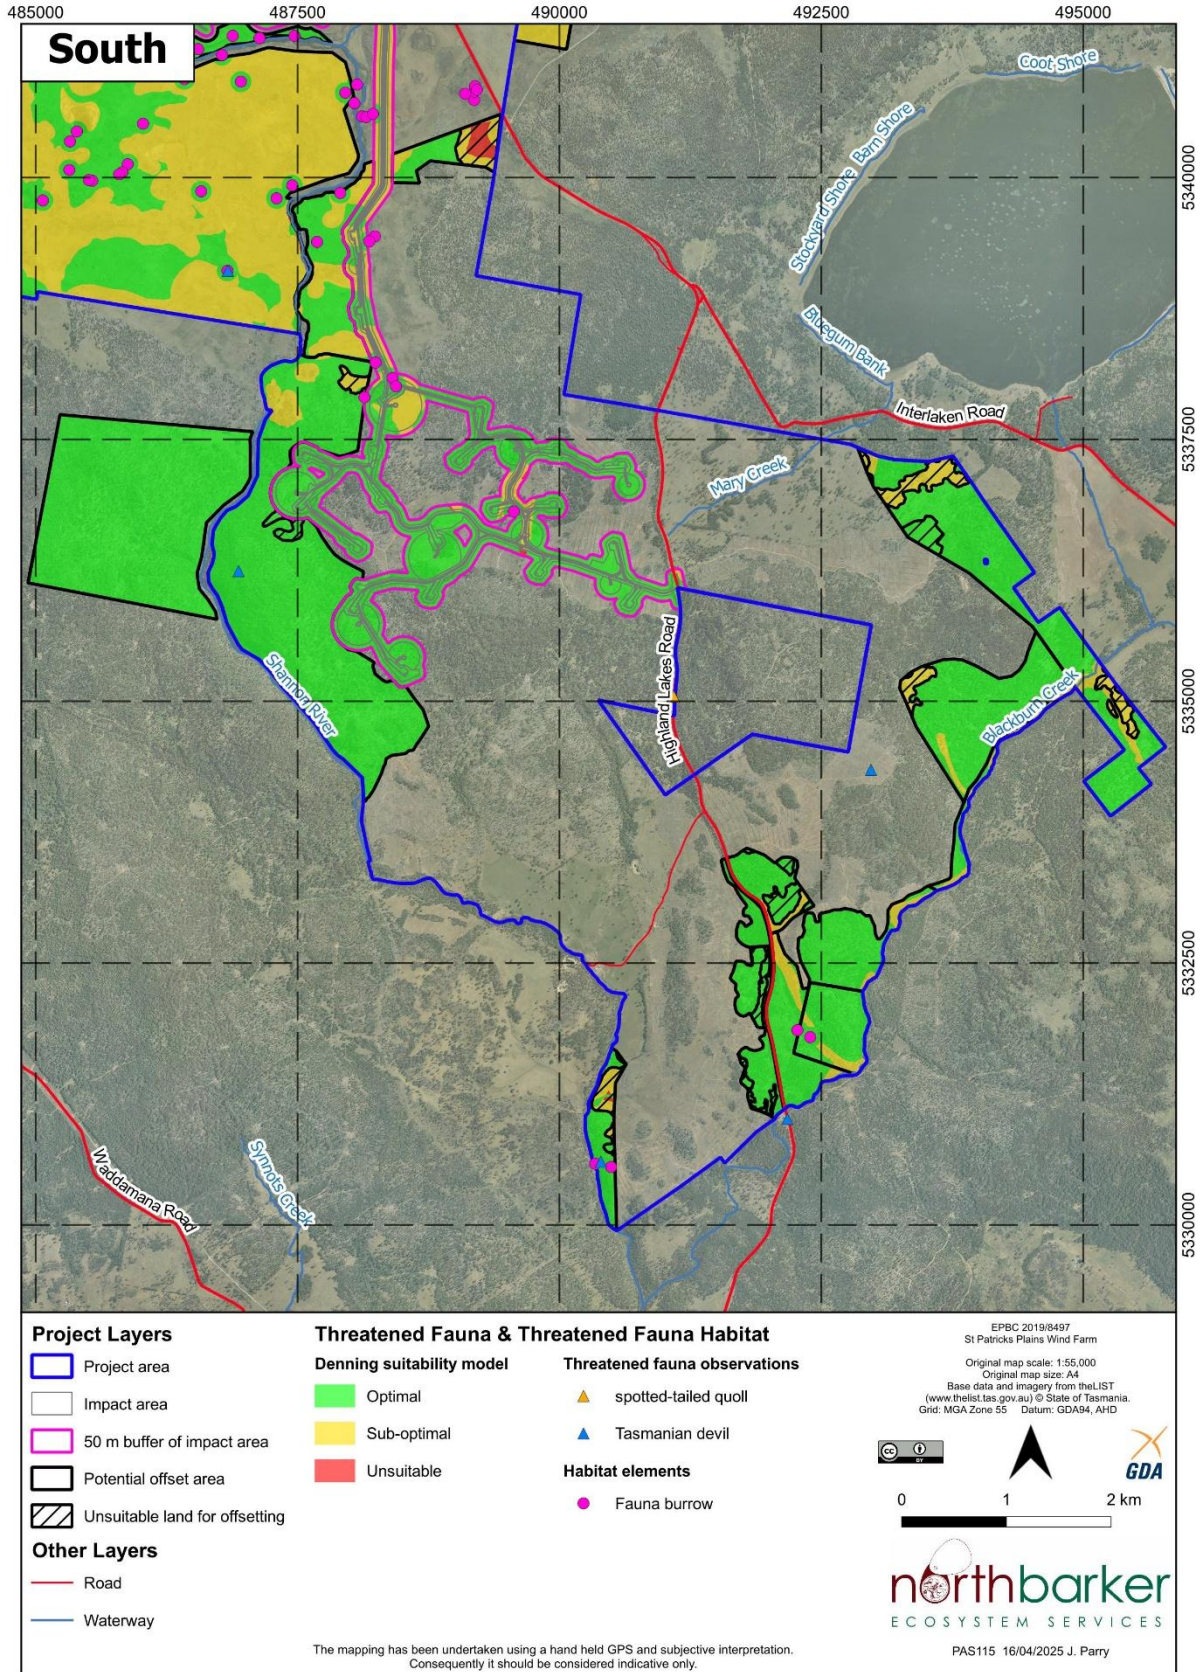 485000
487500
490000
492500
495000
South
Coot Shore
Stockyard Shore Barn Shore
5340000
Bluegum Bank
Interlaken Road
5337500
Mary Creek
Highland Lakes Road
5335000
Shannon River
Blackburn Creek
5332500
Waddamana Road
Synnots Creek
5330000
Project Layers
Project area
Impact area
50 m buffer of impact area
Potential offset area
Unsuitable land for offsetting
Other Layers
Road
Waterway
Threatened Fauna & Threatened Fauna Habitat
Denning suitability model
Optimal
Sub-optimal
Unsuitable
Threatened fauna observations
spotted-tailed quoll
Tasmanian devil
Habitat elements
Fauna burrow
The mapping has been undertaken using a hand held GPS and subjective interpretation.
Consequently it should be considered indicative only.
EPBC 2019/8497
St Patricks Plains Wind Farm
Original map scale: 1:55,000
Original map size: A4
Base data and imagery from theLIST
(www.thelist.tas.gov.au) © State of Tasmania.
Grid: MGA Zone 55 Datum: GDA94, AHD
cc BY
GDA
0 1 2 km
northbarker
ECOSYSTEM SERVICES
PAS115 16/04/2025 J. Parry